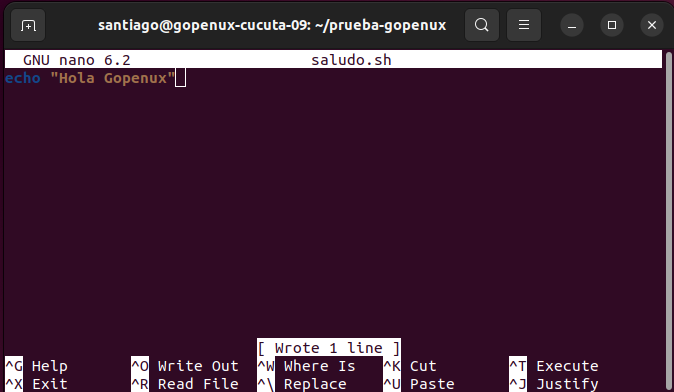 santiago@gopenux-cucuta-09: ~/prueba-gopenux
GNU nano 6.2 saludo.sh
echo "Hola Gopenux"
[ Wrote 1 line ]
^G Help ^O Write Out ^W Where Is ^K Cut ^T Execute
^X Exit ^R Read File ^\ Replace ^U Paste ^J Justify